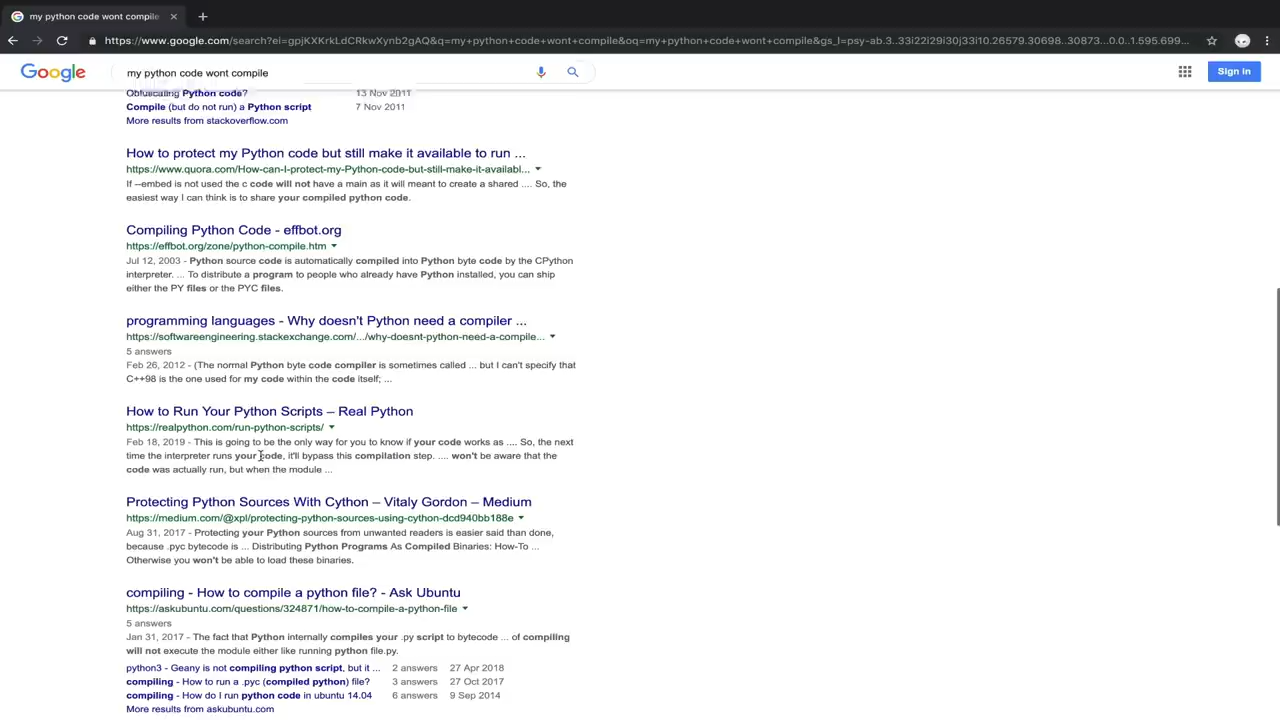 my python code wont compile
https://www.google.com/search?ei=gpjKXKrkLdCRkwXynb2gAQ&q=my+python+code+wont+compile&oq=my+python+code+wont+compile&gs_l=psy-ab.3..33i22i29i30j33i10.26579.30698..30873...0.0..1.595.699...
Google
my python code wont compile
Sign in
Obfuscating Python code? 13 Nov 2011
Compile (but do not run) a Python script 7 Nov 2011
More results from stackoverflow.com
How to protect my Python code but still make it available to run ...
https://www.quora.com/How-can-I-protect-my-Python-code-but-still-make-it-availabl...
If --embed is not used the c code will not have a main as it will meant to create a shared .... So, the
easiest way I can think is to share your compiled python code.
Compiling Python Code - effbot.org
https://effbot.org/zone/python-compile.htm
Jul 12, 2003 - Python source code is automatically compiled into Python byte code by the CPython
interpreter. ... To distribute a program to people who already have Python installed, you can ship
either the PY files or the PYC files.
programming languages - Why doesn't Python need a compiler ...
https://softwareengineering.stackexchange.com/.../why-doesnt-python-need-a-compile...
5 answers
Feb 26, 2012 - (The normal Python byte code compiler is sometimes called ... but I can't specify that
C++98 is the one used for my code within the code itself; ...
How to Run Your Python Scripts – Real Python
https://realpython.com/run-python-scripts/
Feb 18, 2019 - This is going to be the only way for you to know if your code works as .... So, the next
time the interpreter runs your code, it'll bypass this compilation step. .... won't be aware that the
code was actually run, but when the module ...
Protecting Python Sources With Cython – Vitaly Gordon – Medium
https://medium.com/@xpl/protecting-python-sources-using-cython-dcd940bb188e
Aug 31, 2017 - Protecting your Python sources from unwanted readers is easier said than done,
because .pyc bytecode is ... Distributing Python Programs As Compiled Binaries: How-To ...
Otherwise you won't be able to load these binaries.
compiling - How to compile a python file? - Ask Ubuntu
https://askubuntu.com/questions/324871/how-to-compile-a-python-file
5 answers
Jan 31, 2017 - The fact that Python internally compiles your .py script to bytecode ... of compiling
will not execute the module either like running python file.py.
python3 - Geany is not compiling python script, but it ... 2 answers 27 Apr 2018
compiling - How to run a .pyc (compiled python) file? 3 answers 27 Oct 2017
compiling - How do I run python code in ubuntu 14.04 6 answers 9 Sep 2014
More results from askubuntu.com